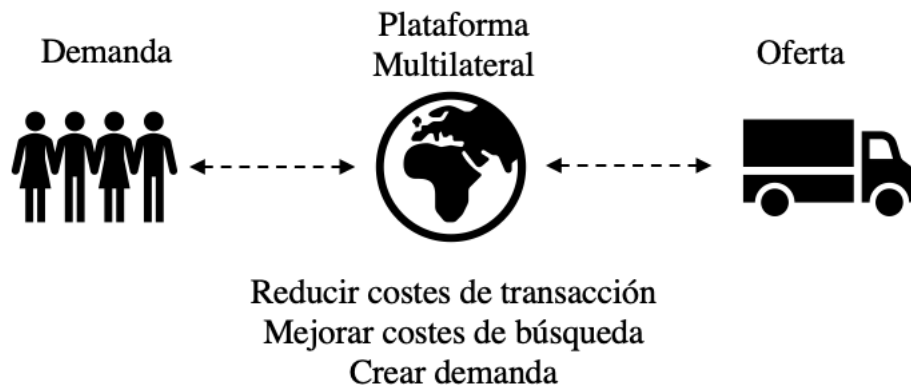 Demanda
Plataforma
Multilateral
Oferta
Reducir costes de transacción
Mejorar costes de búsqueda
Crear demanda